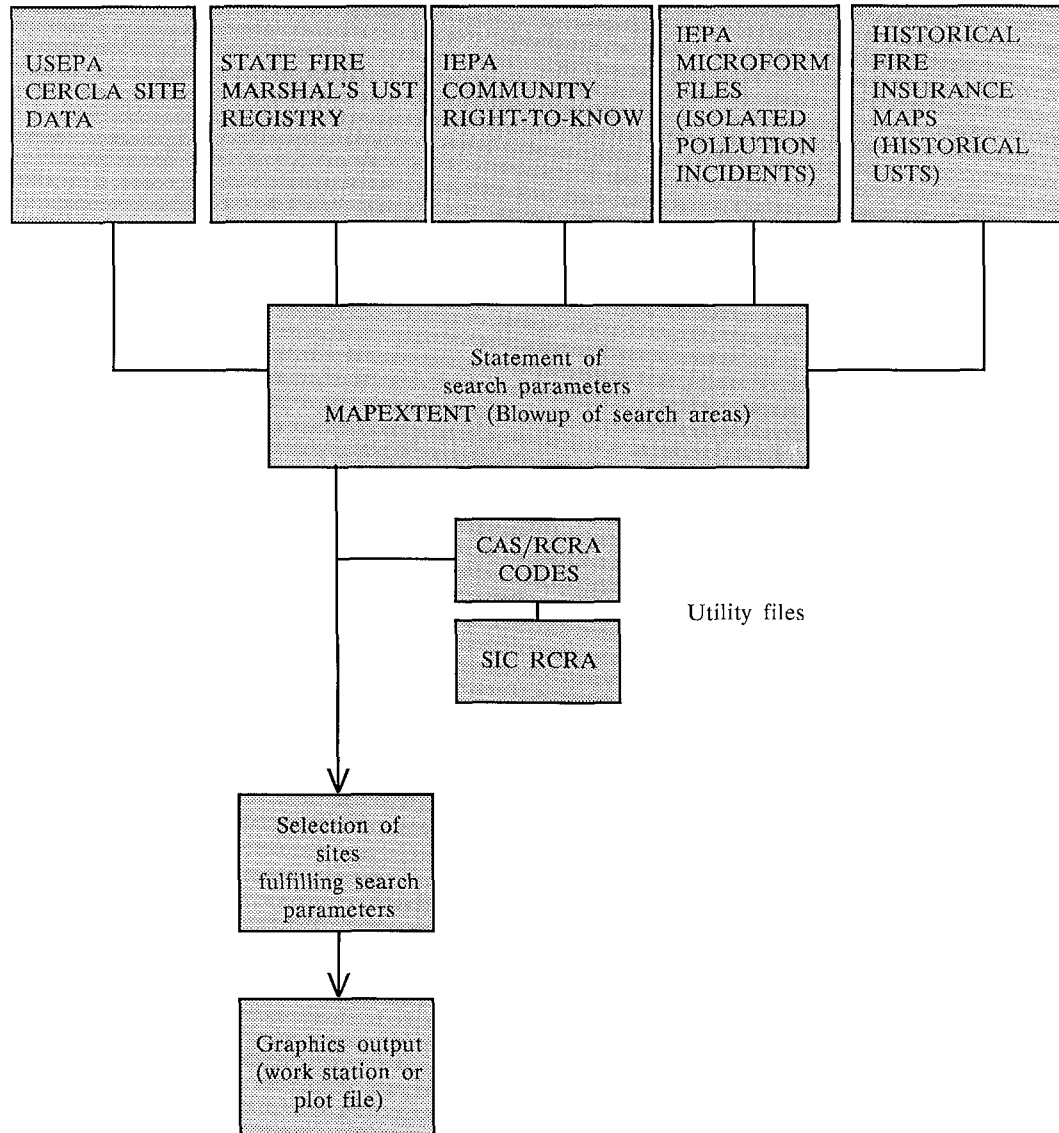 USEPA
CERCLA SITE
DATA
STATE FIRE
MARSHAL'S UST
REGISTRY
IEPA
COMMUNITY
RIGHT-TO-KNOW
IEPA
MICROFORM
FILES
(ISOLATED
POLLUTION
INCIDENTS)
HISTORICAL
FIRE
INSURANCE
MAPS
(HISTORICAL
USTS)
Statement of
search parameters
MAPEXTENT (Blowup of search areas)
CAS/RCRA
CODES
SIC RCRA
Utility files
Selection of
sites
fulfilling search
parameters
Graphics output
(work station or
plot file)